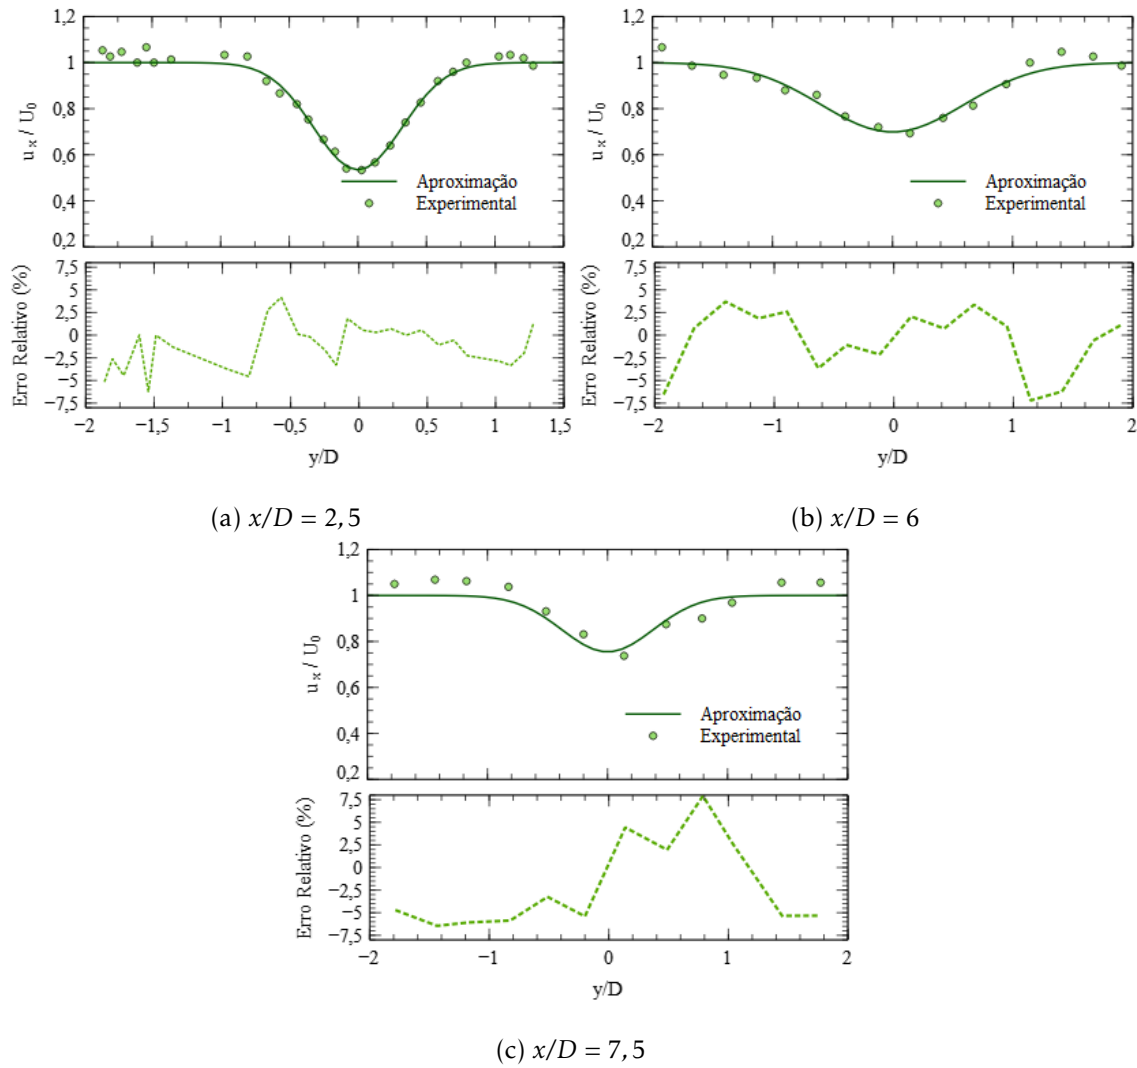 1,2
1
0,8
0,6
0,4
0,2
u_x / U_0
Aproximação
Experimental
7,5
5
2,5
0
−2,5
−5
−7,5
Erro Relativo (%)
−2 −1,5 −1 −0,5 0 0,5 1 1,5
y/D
(a) x/D = 2,5
1,2
1
0,8
0,6
0,4
0,2
u_x / U_0
Aproximação
Experimental
7,5
5
2,5
0
−2,5
−5
−7,5
Erro Relativo (%)
−2 −1 0 1 2
y/D
(b) x/D = 6
1,2
1
0,8
0,6
0,4
0,2
u_x / U_0
Aproximação
Experimental
7,5
5
2,5
0
−2,5
−5
−7,5
Erro Relativo (%)
−2 −1 0 1 2
y/D
(c) x/D = 7,5